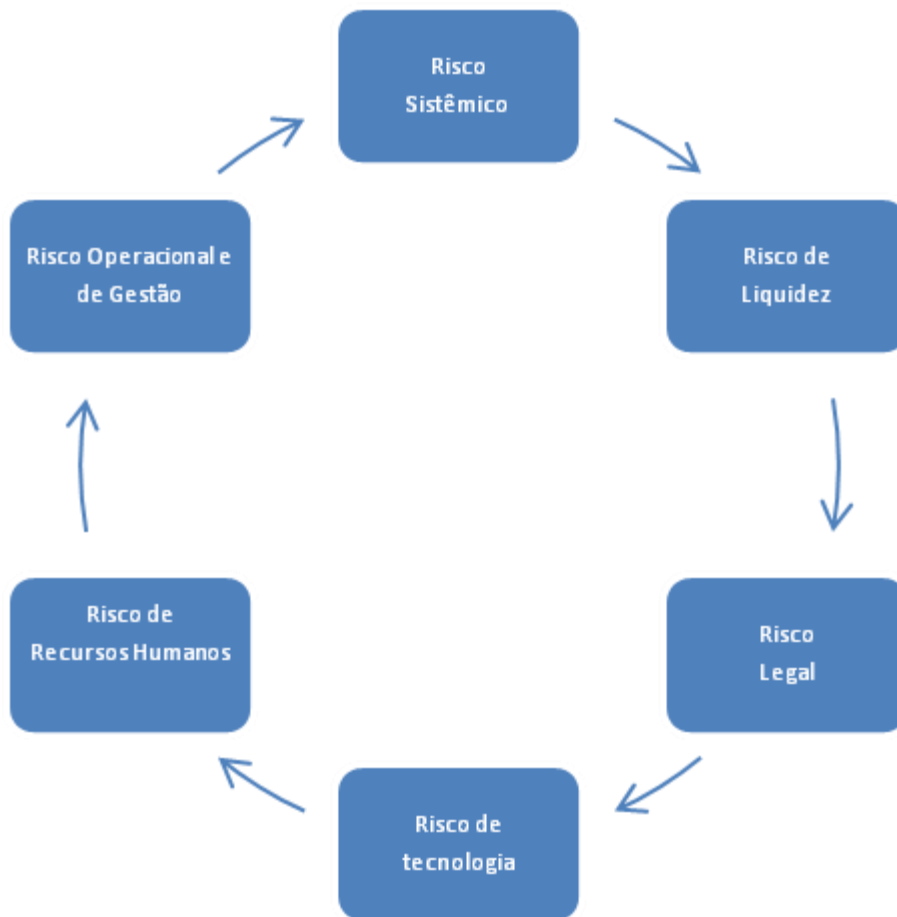 Risco
Sistêmico
Risco de
Liquidez
Risco
Legal
Risco de
tecnologia
Risco de
Recursos Humanos
Risco Operacional e
de Gestão